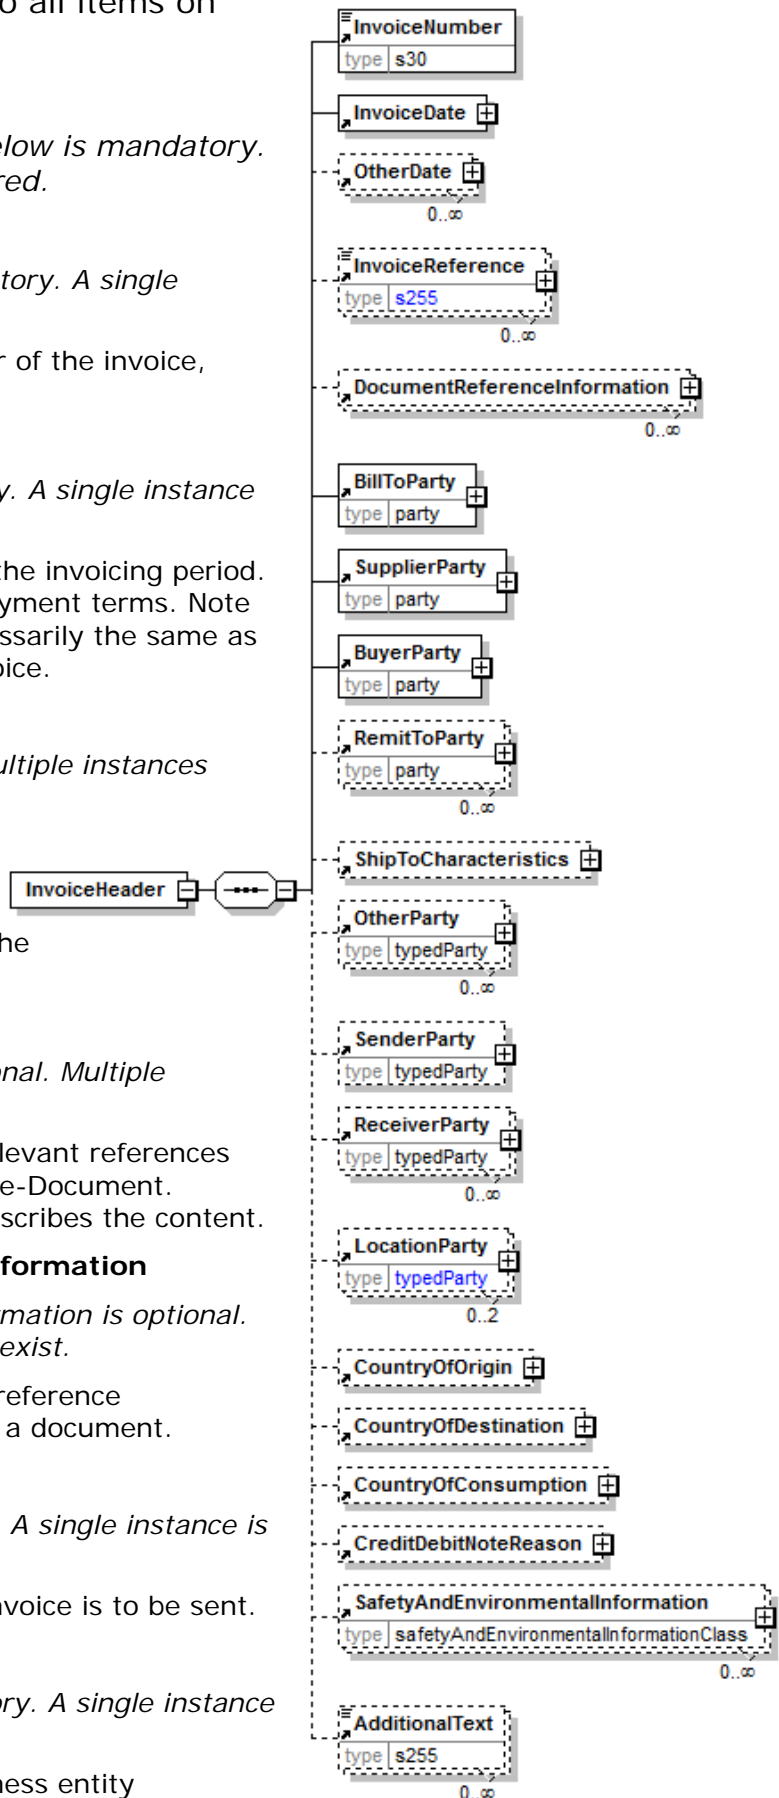 o all items on
elow is mandatory.
red.
tory. A single
r of the invoice,
y. A single instance
the invoicing period.
yment terms. Note
ssarily the same as
oice.
ultiple instances
he
onal. Multiple
levant references
e-Document.
scribes the content.
formation
rmation is optional.
exist.
reference
a document.
A single instance is
nvoice is to be sent.
ory. A single instance
ness entity
InvoiceHeader
InvoiceNumber
type s30
InvoiceDate
OtherDate
0..∞
InvoiceReference
type s255
0..∞
DocumentReferenceInformation
0..∞
BillToParty
type party
SupplierParty
type party
BuyerParty
type party
RemitToParty
type party
0..∞
ShipToCharacteristics
OtherParty
type typedParty
0..∞
SenderParty
type typedParty
ReceiverParty
type typedParty
0..∞
LocationParty
type typedParty
0..2
CountryOfOrigin
CountryOfDestination
CountryOfConsumption
CreditDebitNoteReason
SafetyAndEnvironmentalInformation
type safetyAndEnvironmentalInformationClass
0..∞
AdditionalText
type s255
0..∞